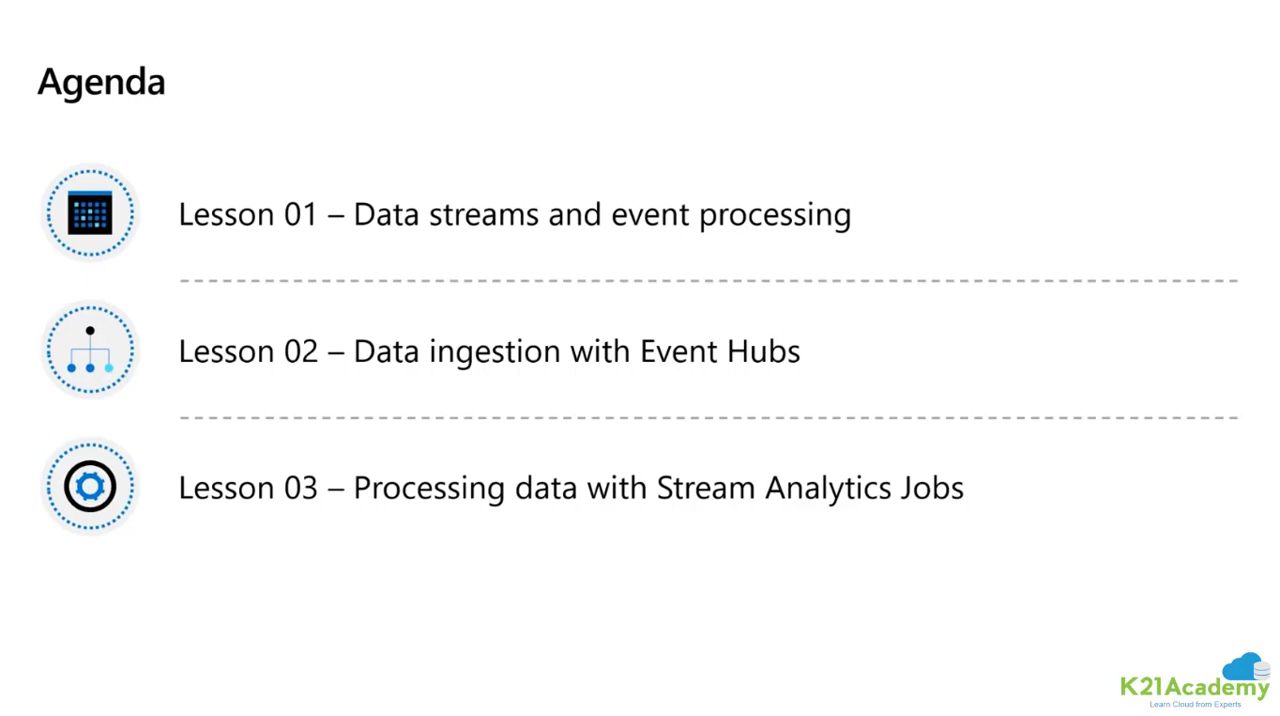 Agenda
Lesson 01 – Data streams and event processing
Lesson 02 – Data ingestion with Event Hubs
Lesson 03 – Processing data with Stream Analytics Jobs
K21Academy
Learn Cloud from Experts